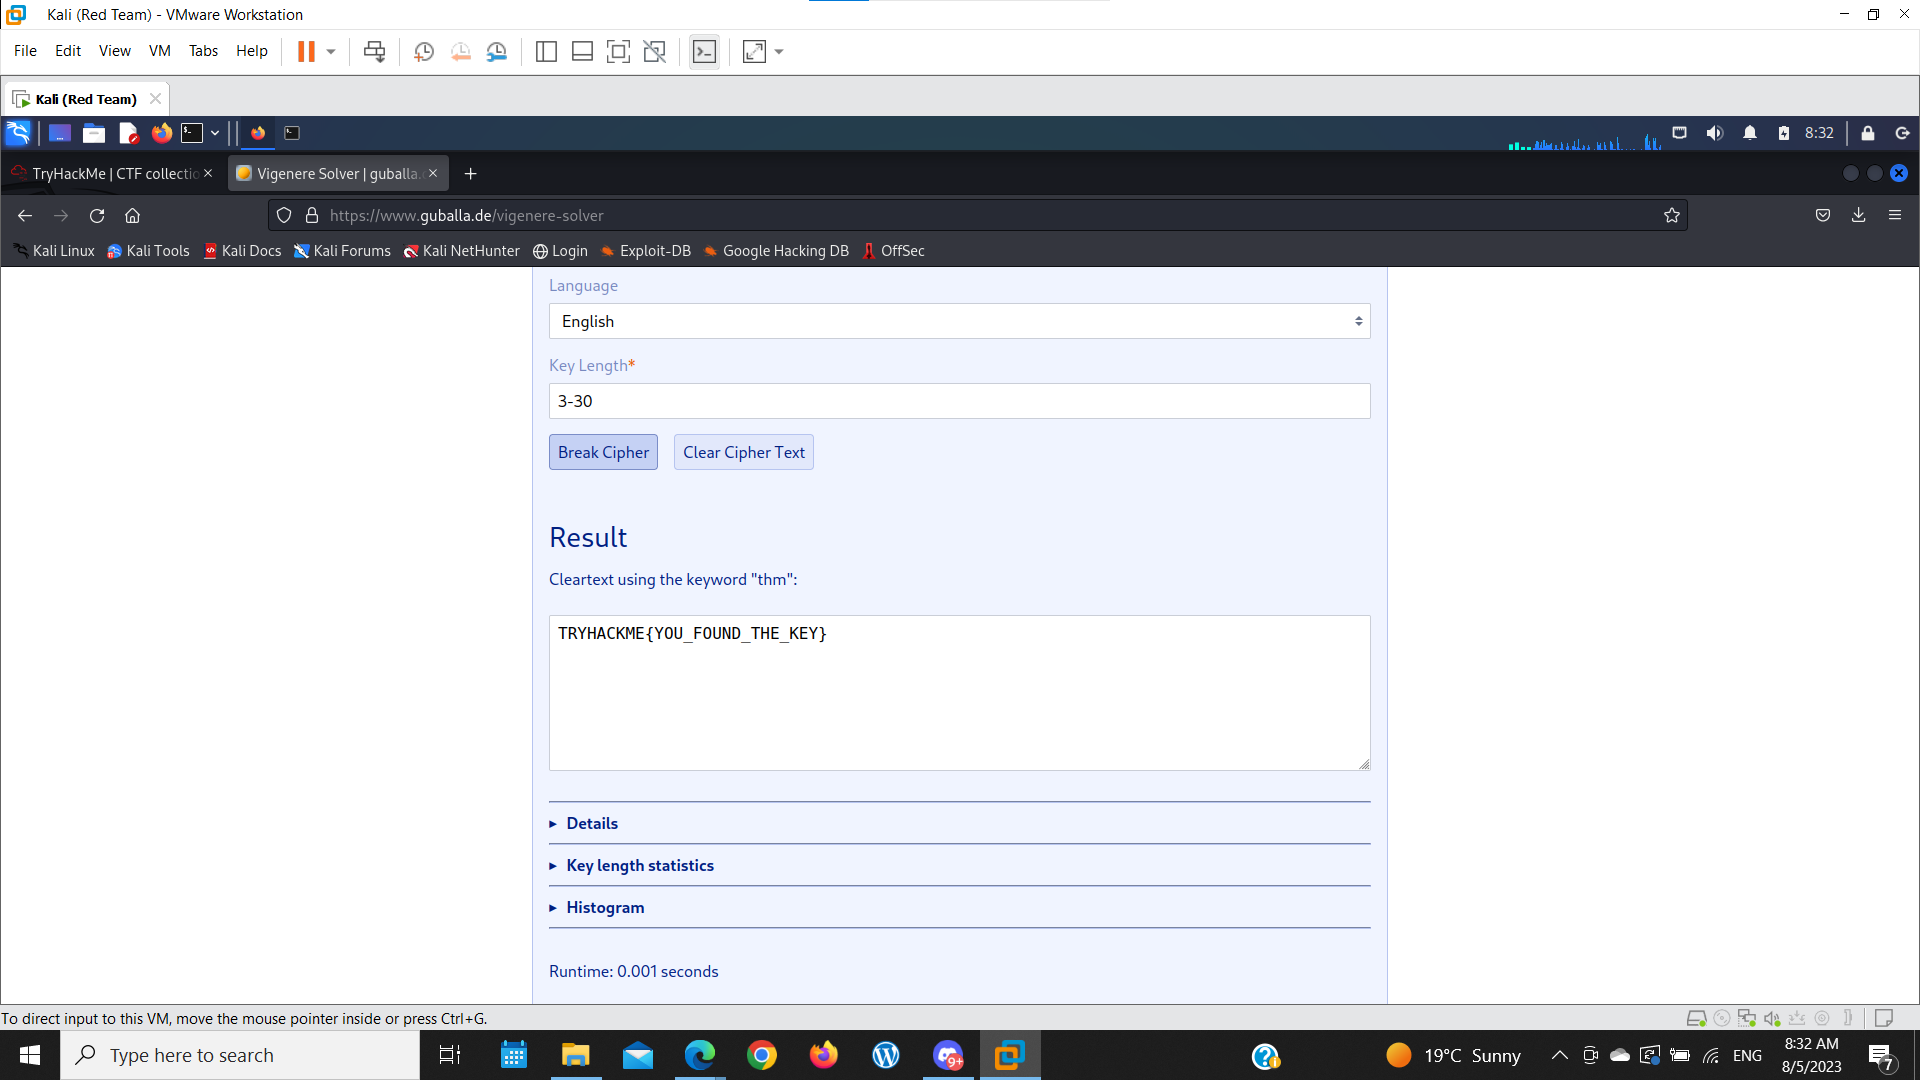 Kali (Red Team) - VMware Workstation
File Edit View VM Tabs Help
Kali (Red Team)
8:32
TryHackMe | CTF collectio
Vigenere Solver | guballa.
https://www.guballa.de/vigenere-solver
Kali Linux Kali Tools Kali Docs Kali Forums Kali NetHunter Login Exploit-DB Google Hacking DB OffSec
Language
English
Key Length*
3-30
Break Cipher Clear Cipher Text
Result
Cleartext using the keyword "thm":
TRYHACKME{YOU_FOUND_THE_KEY}
Details
Key length statistics
Histogram
Runtime: 0.001 seconds
To direct input to this VM, move the mouse pointer inside or press Ctrl+G.
Type here to search
9+
19°C Sunny
ENG
8:32 AM
8/5/2023
7